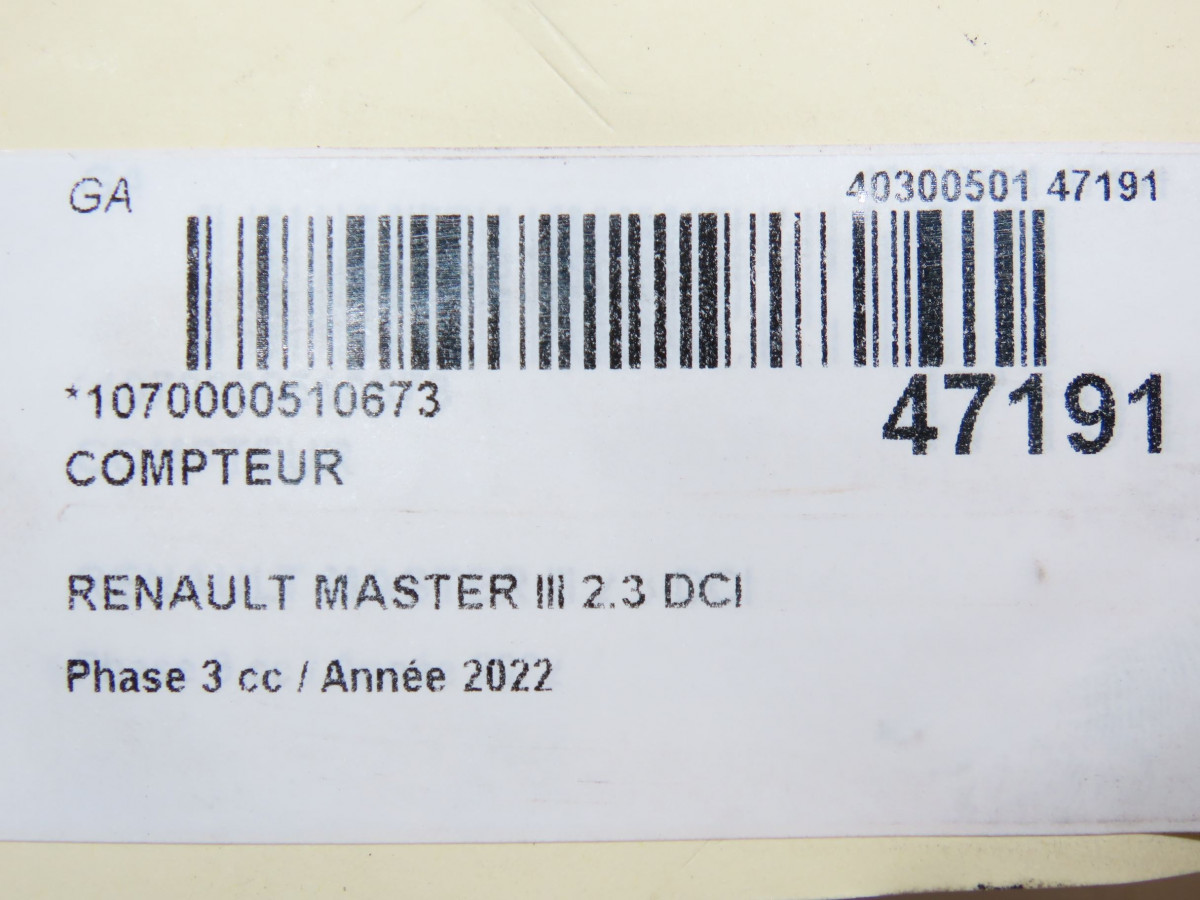 GA
40300501 47191
*1070000510673
47191
COMPTEUR
RENAULT MASTER III 2.3 DCI
Phase 3 cc / Année 2022